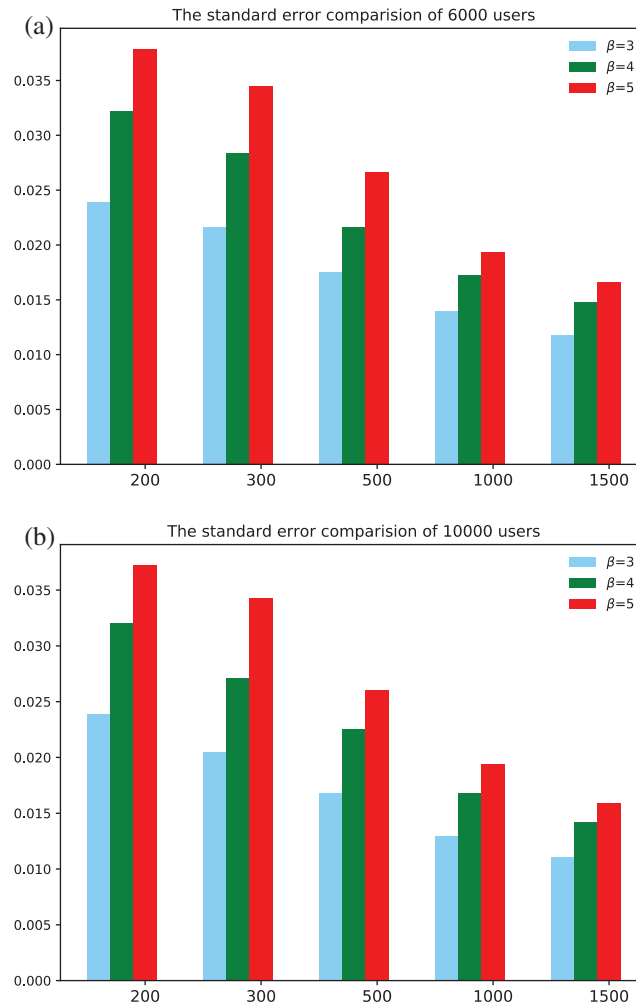 (a)
The standard error comparision of 6000 users
β=3
β=4
β=5
0.035
0.030
0.025
0.020
0.015
0.010
0.005
0.000
200 300 500 1000 1500
(b)
The standard error comparision of 10000 users
β=3
β=4
β=5
0.035
0.030
0.025
0.020
0.015
0.010
0.005
0.000
200 300 500 1000 1500